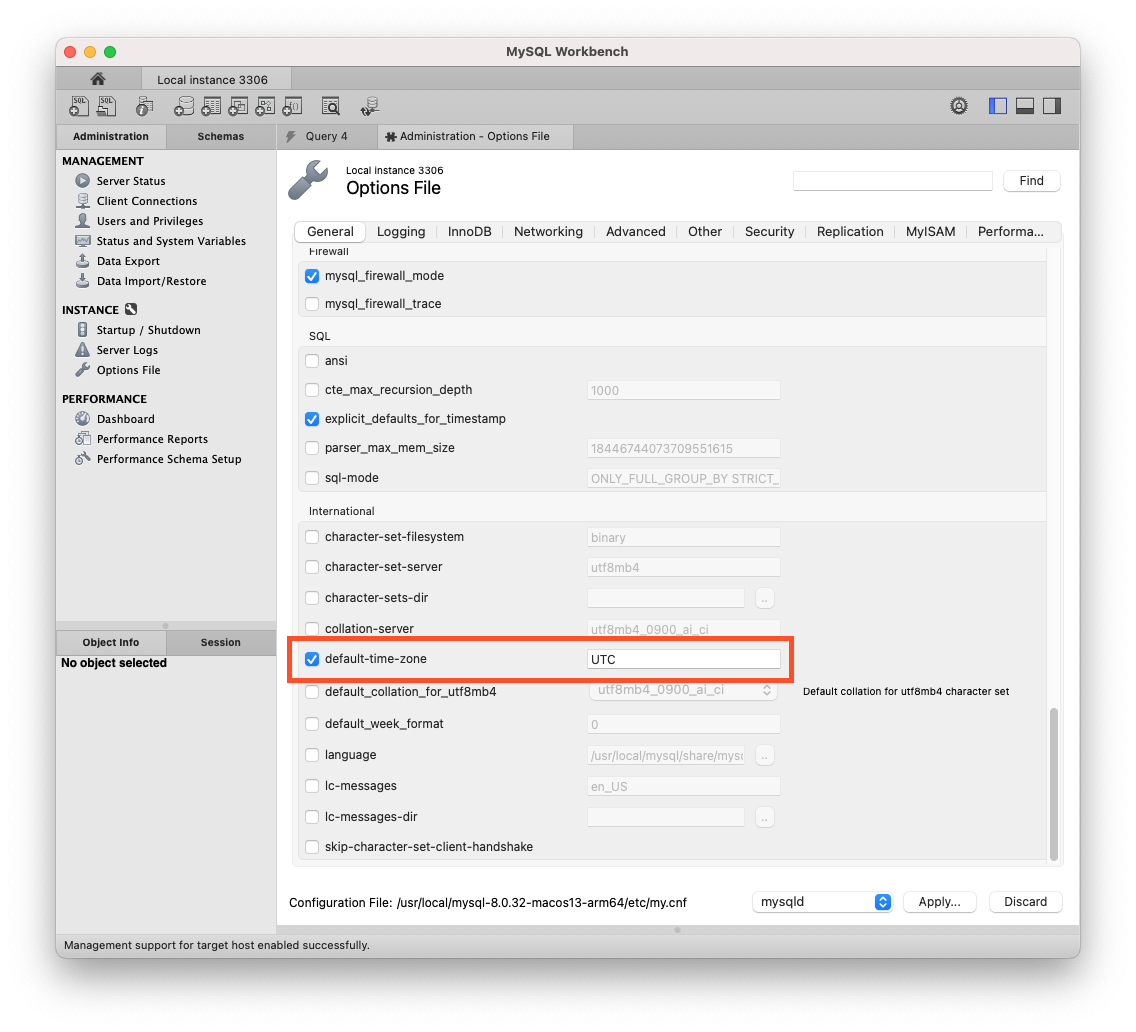 MySQL Workbench
Local instance 3306
Administration
Schemas
Query 4
Administration - Options File
MANAGEMENT
Server Status
Client Connections
Users and Privileges
Status and System Variables
Data Export
Data Import/Restore
INSTANCE
Startup / Shutdown
Server Logs
Options File
PERFORMANCE
Dashboard
Performance Reports
Performance Schema Setup
Object Info
Session
No object selected
Local instance 3306
Options File
Find
General
Logging
InnoDB
Networking
Advanced
Other
Security
Replication
MyISAM
Performa...
Firewall
mysql_firewall_mode
mysql_firewall_trace
SQL
ansi
cte_max_recursion_depth 1000
explicit_defaults_for_timestamp
parser_max_mem_size 18446744073709551615
sql-mode ONLY_FULL_GROUP_BY STRICT_
International
character-set-filesystem binary
character-set-server utf8mb4
character-sets-dir ..
collation-server utf8mb4_0900_ai_ci
default-time-zone UTC
default_collation_for_utf8mb4 utf8mb4_0900_ai_ci Default collation for utf8mb4 character set
default_week_format 0
language /usr/local/mysql/share/mys ..
lc-messages en_US
lc-messages-dir ..
skip-character-set-client-handshake
Configuration File: /usr/local/mysql-8.0.32-macos13-arm64/etc/my.cnf
mysqld
Apply...
Discard
Management support for target host enabled successfully.